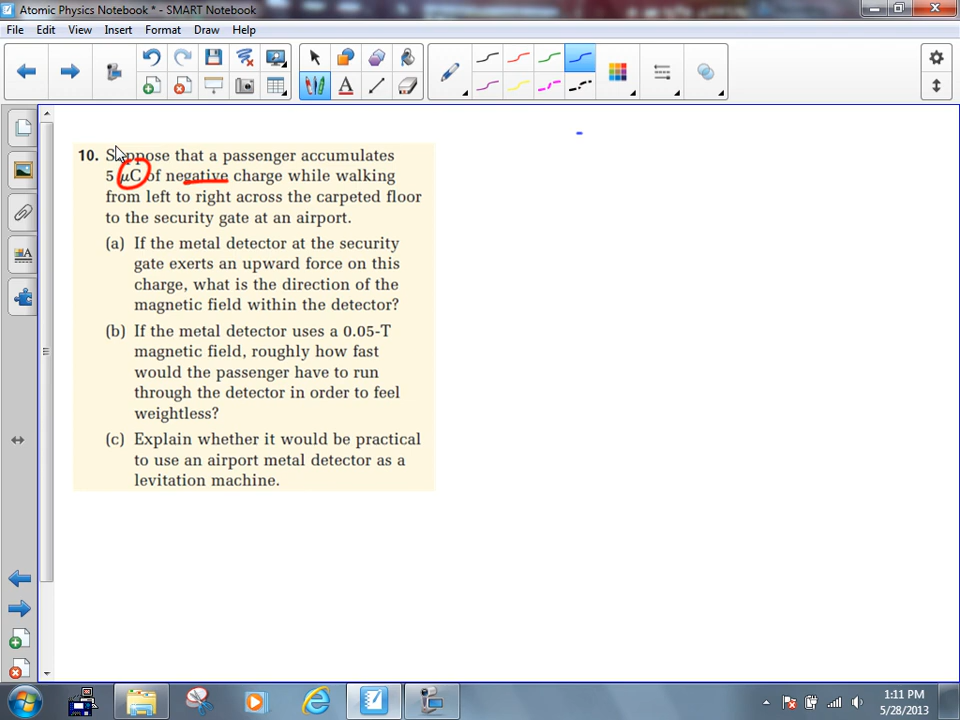 Atomic Physics Notebook * - SMART Notebook
File Edit View Insert Format Draw Help
10. Suppose that a passenger accumulates
5 μC of negative charge while walking
from left to right across the carpeted floor
to the security gate at an airport.
(a) If the metal detector at the security
gate exerts an upward force on this
charge, what is the direction of the
magnetic field within the detector?
(b) If the metal detector uses a 0.05-T
magnetic field, roughly how fast
would the passenger have to run
through the detector in order to feel
weightless?
(c) Explain whether it would be practical
to use an airport metal detector as a
levitation machine.
1:11 PM
5/28/2013